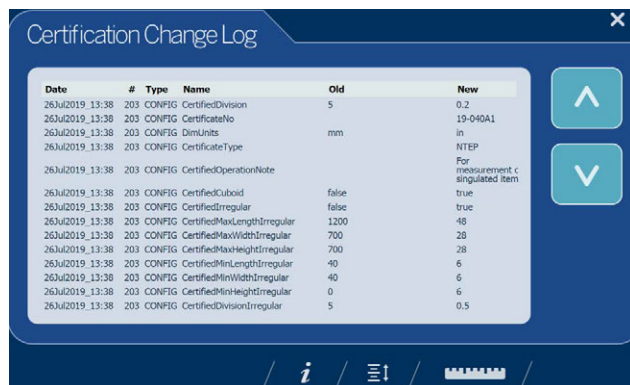 Certification Change Log
Date # Type Name Old New
26Jul2019_13:38 203 CONFIG CertifiedDivision 5 0.2
26Jul2019_13:38 203 CONFIG CertificateNo 19-040A1
26Jul2019_13:38 203 CONFIG DimUnits mm in
26Jul2019_13:38 203 CONFIG CertificateType NTEP
26Jul2019_13:38 203 CONFIG CertifiedOperationNote For
measurement c
singulated item
26Jul2019_13:38 203 CONFIG CertifiedCuboid false true
26Jul2019_13:38 203 CONFIG CertifiedIrregular false true
26Jul2019_13:38 203 CONFIG CertifiedMaxLengthIrregular 1200 48
26Jul2019_13:38 203 CONFIG CertifiedMaxWidthIrregular 700 28
26Jul2019_13:38 203 CONFIG CertifiedMaxHeightIrregular 700 28
26Jul2019_13:38 203 CONFIG CertifiedMinLengthIrregular 40 6
26Jul2019_13:38 203 CONFIG CertifiedMinWidthIrregular 40 6
26Jul2019_13:38 203 CONFIG CertifiedMinHeightIrregular 0 6
26Jul2019_13:38 203 CONFIG CertifiedDivisionIrregular 5 0.5